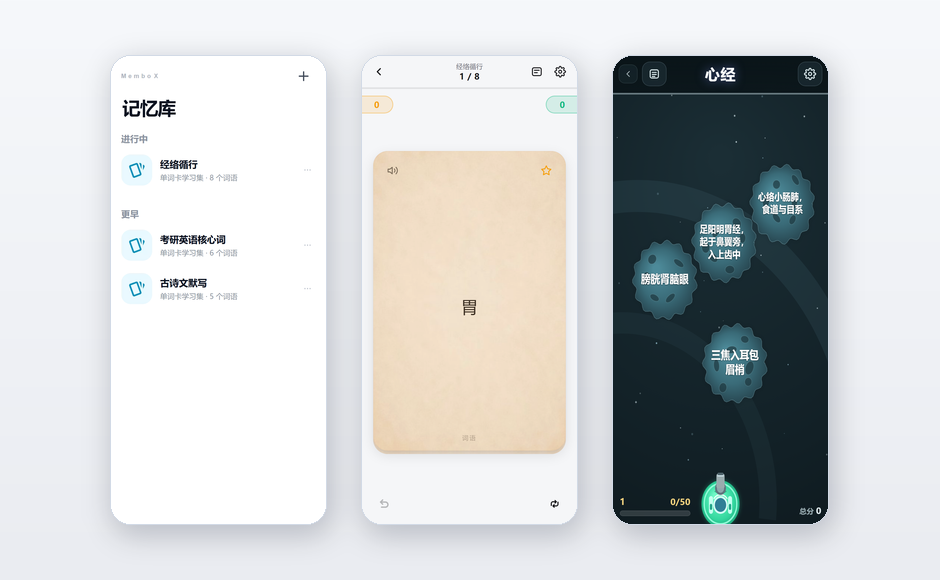 MemboX
记忆库
进行中
经络循行
单词卡学习集 · 8 个词语
更早
考研英语核心词
单词卡学习集 · 6 个词语
古诗文默写
单词卡学习集 · 5 个词语
经络循行
1 / 8
0
0
胃
词语
心经
心络小肠肺，
食道与目系
足阳明胃经，
起于鼻翼旁，
入上齿中
膀胱肾脑眼
三焦入耳包
眉梢
1
0/50
总分 0